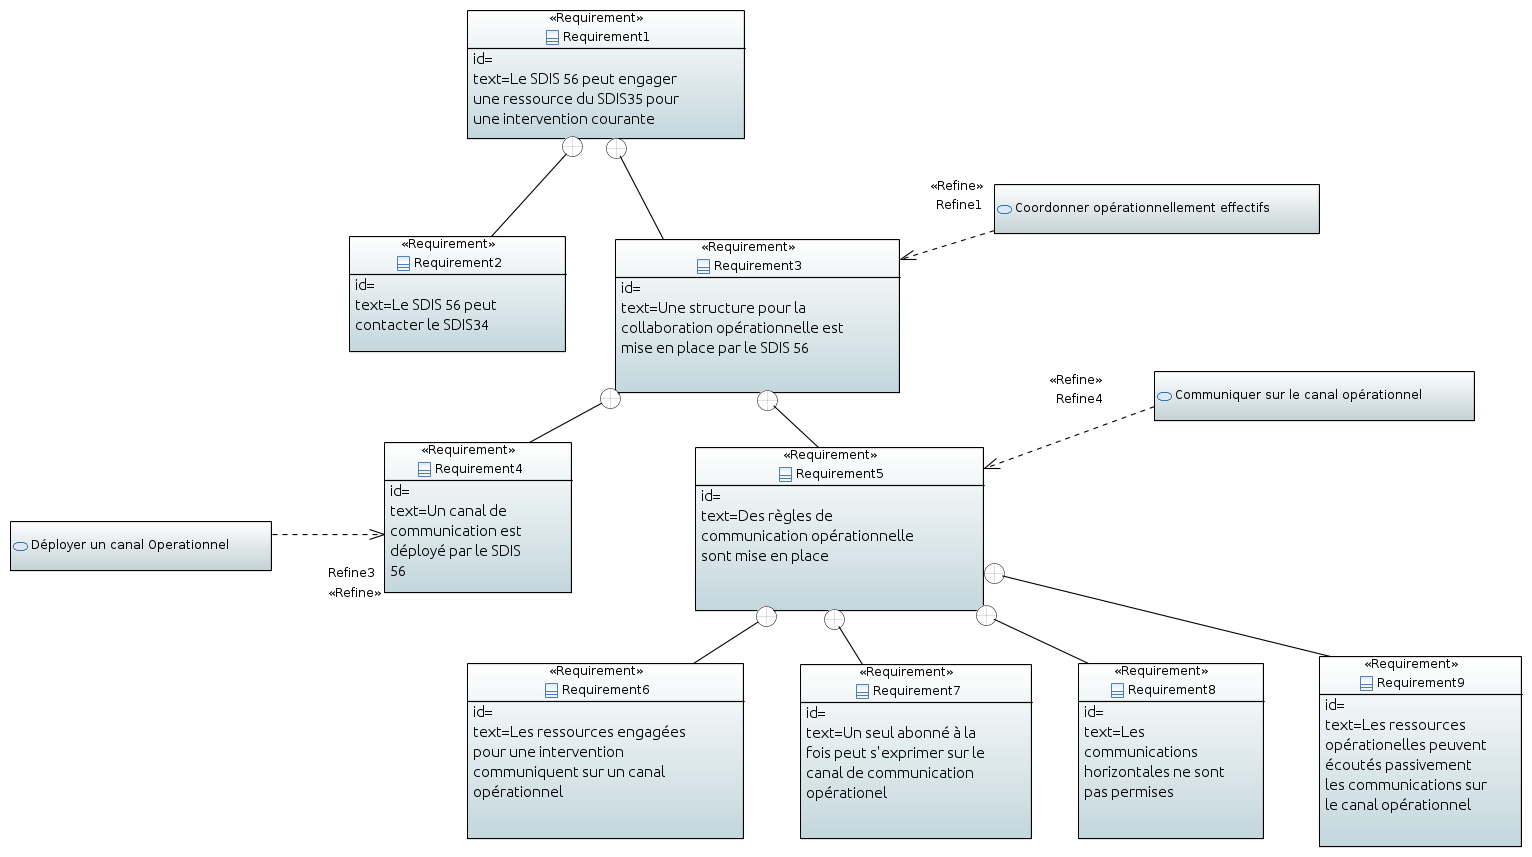 «Requirement»
Requirement1
id=
text=Le SDIS 56 peut engager
une ressource du SDIS35 pour
une intervention courante
«Refine»
Refine1
Coordonner opérationnellement effectifs
«Requirement»
Requirement2
id=
text=Le SDIS 56 peut
contacter le SDIS34
«Requirement»
Requirement3
id=
text=Une structure pour la
collaboration opérationnelle est
mise en place par le SDIS 56
«Refine»
Refine4
Communiquer sur le canal opérationnel
«Requirement»
Requirement4
id=
text=Un canal de
communication est
déployé par le SDIS
56
«Requirement»
Requirement5
id=
text=Des règles de
communication opérationnelle
sont mise en place
Déployer un canal Operationnel
Refine3
«Refine»
«Requirement»
Requirement6
id=
text=Les ressources engagées
pour une intervention
communiquent sur un canal
opérationnel
«Requirement»
Requirement7
id=
text=Un seul abonné à la
fois peut s'exprimer sur le
canal de communication
opérationel
«Requirement»
Requirement8
id=
text=Les
communications
horizontales ne sont
pas permises
«Requirement»
Requirement9
id=
text=Les ressources
opérationelles peuvent
écoutés passivement
les communications sur
le canal opérationnel